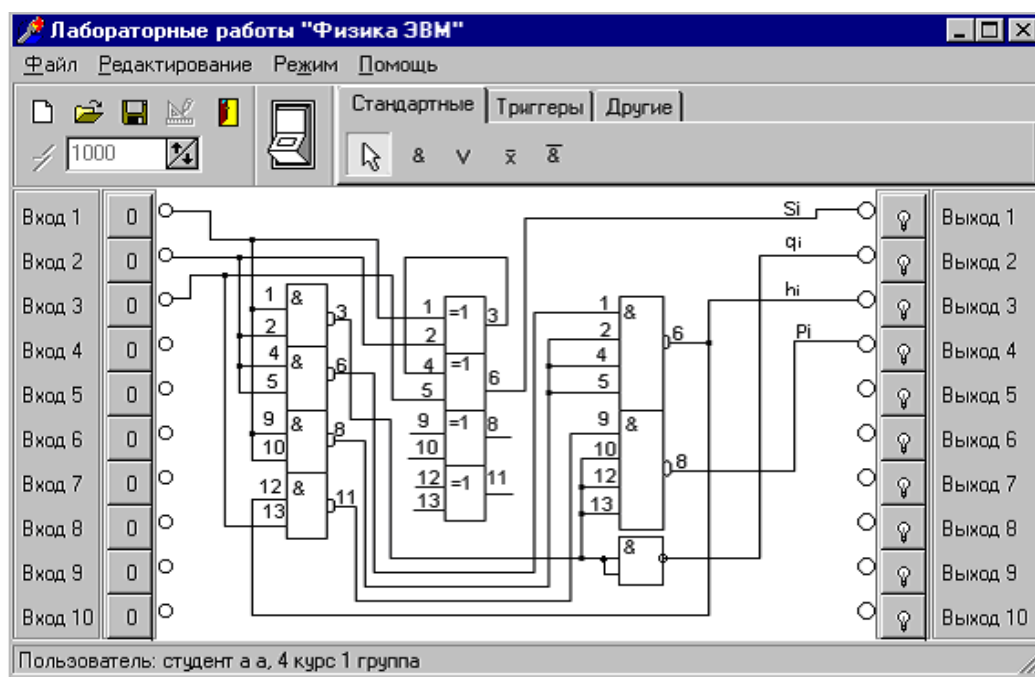 Лабораторные работы "Физика ЭВМ"
Файл Редактирование Режим Помощь
Стандартные Триггеры Другие
1000
& V x̄ &̅
Вход 1 0
Вход 2 0
Вход 3 0
Вход 4 0
Вход 5 0
Вход 6 0
Вход 7 0
Вход 8 0
Вход 9 0
Вход 10 0
1 & 3
2
4 & 6
5
9 & 8
10
12 & 11
13
1 =1 3
2
4 =1 6
5
9 =1 8
10
12 =1 11
13
1 & 6
2
4
5
9 & 8
10
12
13
&
Si
qi
hi
Pi
Выход 1
Выход 2
Выход 3
Выход 4
Выход 5
Выход 6
Выход 7
Выход 8
Выход 9
Выход 10
Пользователь: студент а а, 4 курс 1 группа